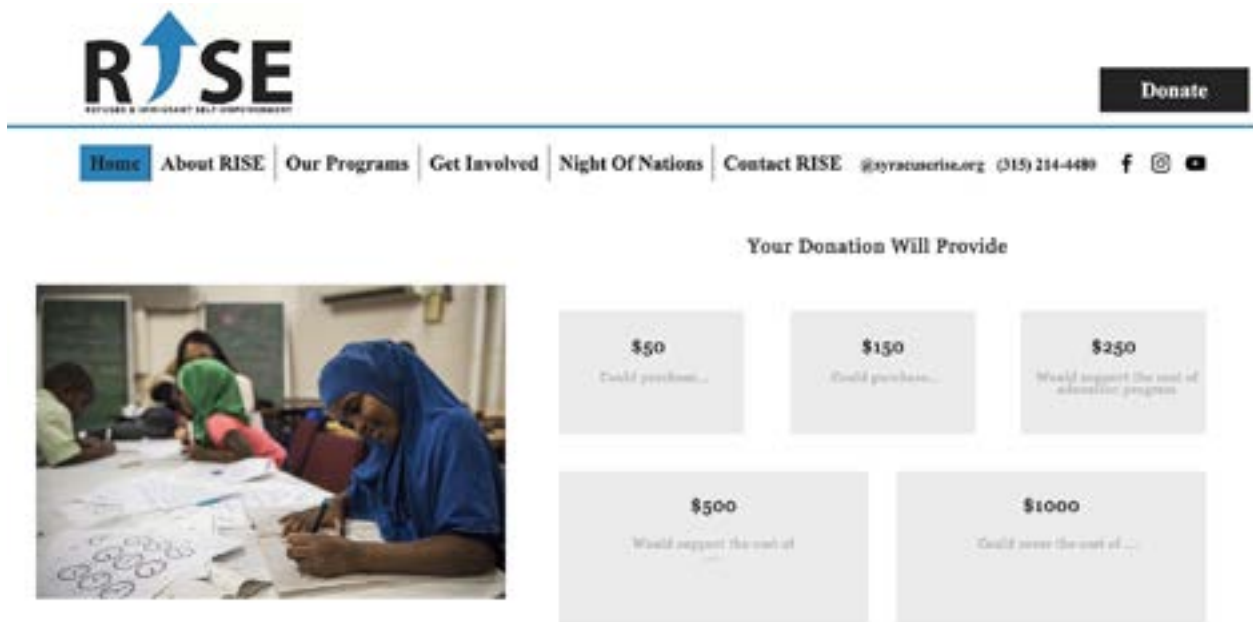 RISE
REFUGEE & IMMIGRANT SELF-EMPOWERMENT
Donate
Home About RISE Our Programs Get Involved Night Of Nations Contact RISE @syracuserise.org (315) 214-4480
Your Donation Will Provide
$50
Could purchase...
$150
Could purchase...
$250
Would support the cost of
education program
$500
Would support the cost of
$1000
Could cover the cost of ...